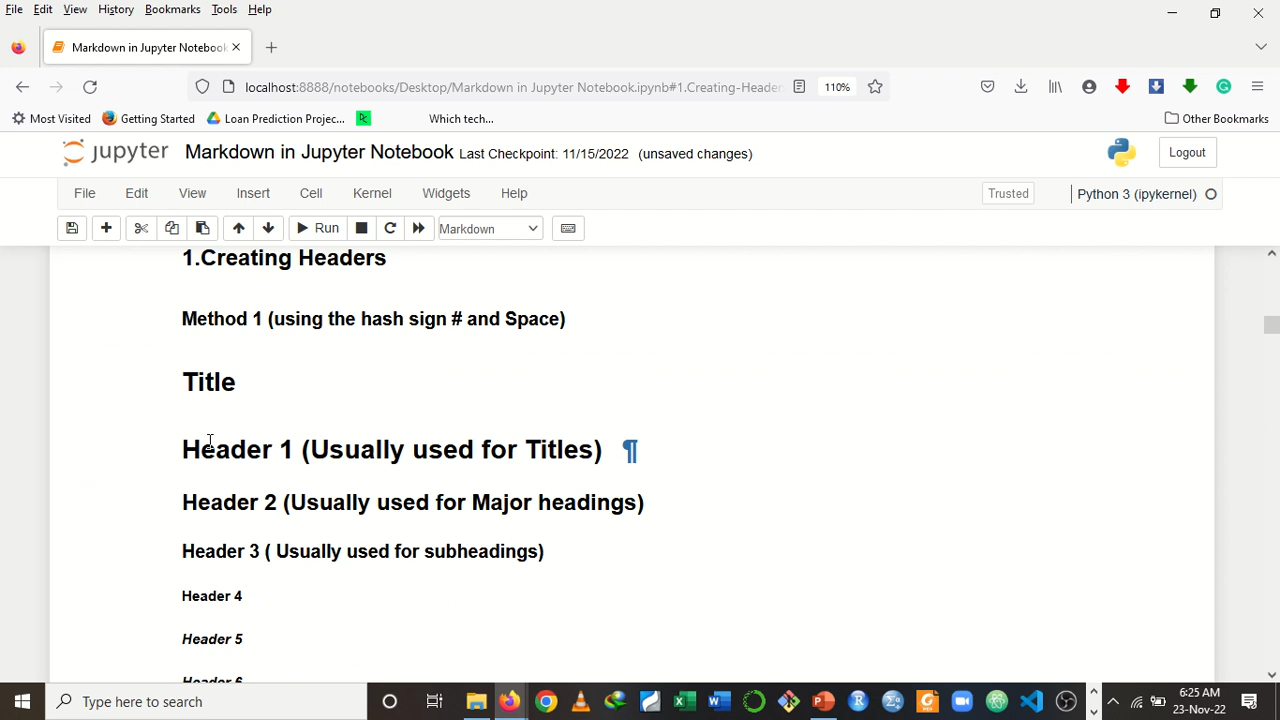 File Edit View History Bookmarks Tools Help
Markdown in Jupyter Notebook
localhost:8888/notebooks/Desktop/Markdown in Jupyter Notebook.ipynb#1.Creating-Header
110%
Most Visited Getting Started Loan Prediction Projec... Which tech... Other Bookmarks
jupyter Markdown in Jupyter Notebook Last Checkpoint: 11/15/2022 (unsaved changes) Logout
File Edit View Insert Cell Kernel Widgets Help Trusted Python 3 (ipykernel)
Run Markdown
1.Creating Headers
Method 1 (using the hash sign # and Space)
Title
Header 1 (Usually used for Titles) ¶
Header 2 (Usually used for Major headings)
Header 3 ( Usually used for subheadings)
Header 4
Header 5
Header 6
Type here to search
6:25 AM
23-Nov-22